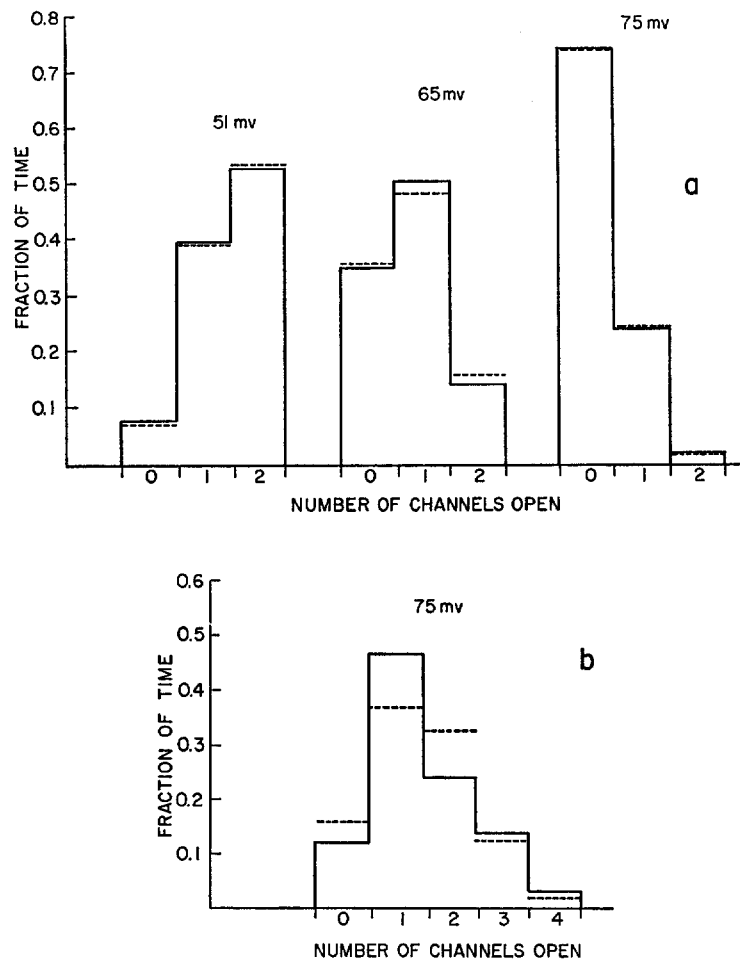 0.8
0.7
0.6
0.5
0.4
0.3
0.2
0.1
FRACTION OF TIME
51 mv
65mv
75 mv
a
0 1 2 0 1 2 0 1 2
NUMBER OF CHANNELS OPEN
0.6
0.5
0.4
0.3
0.2
0.1
FRACTION OF TIME
75 mv
b
0 1 2 3 4
NUMBER OF CHANNELS OPEN